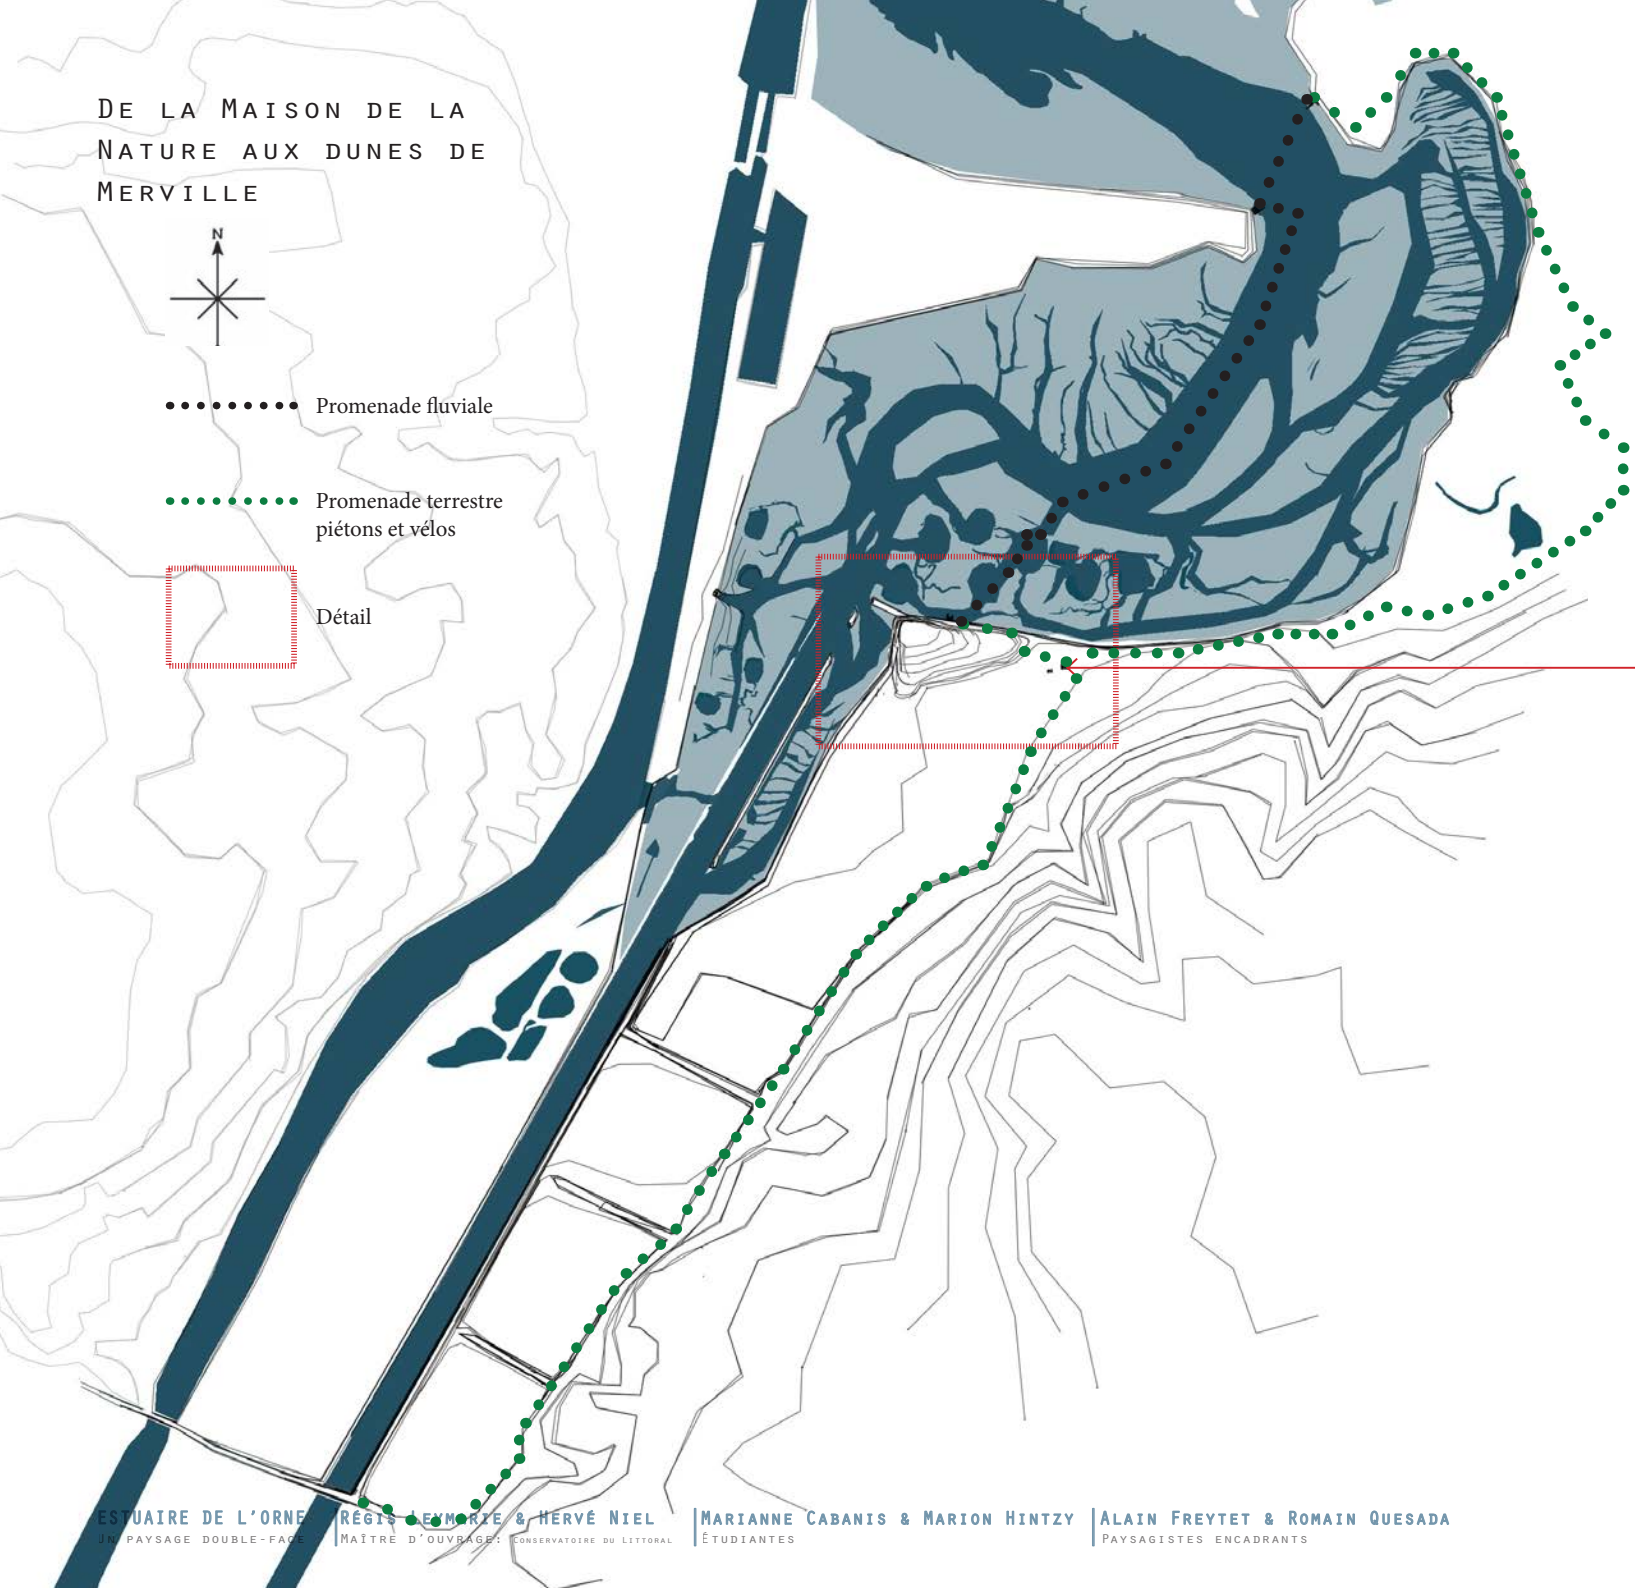 De la Maison de la
Nature aux dunes de
Merville
N
Promenade fluviale
Promenade terrestre
piétons et vélos
Détail
ESTUAIRE DE L'ORNE
Un paysage double-face
Régis Leymarie & Hervé Niel
Maître d'ouvrage: Conservatoire du Littoral
Marianne Cabanis & Marion Hintzy
Étudiantes
Alain Freytet & Romain Quesada
Paysagistes encadrants